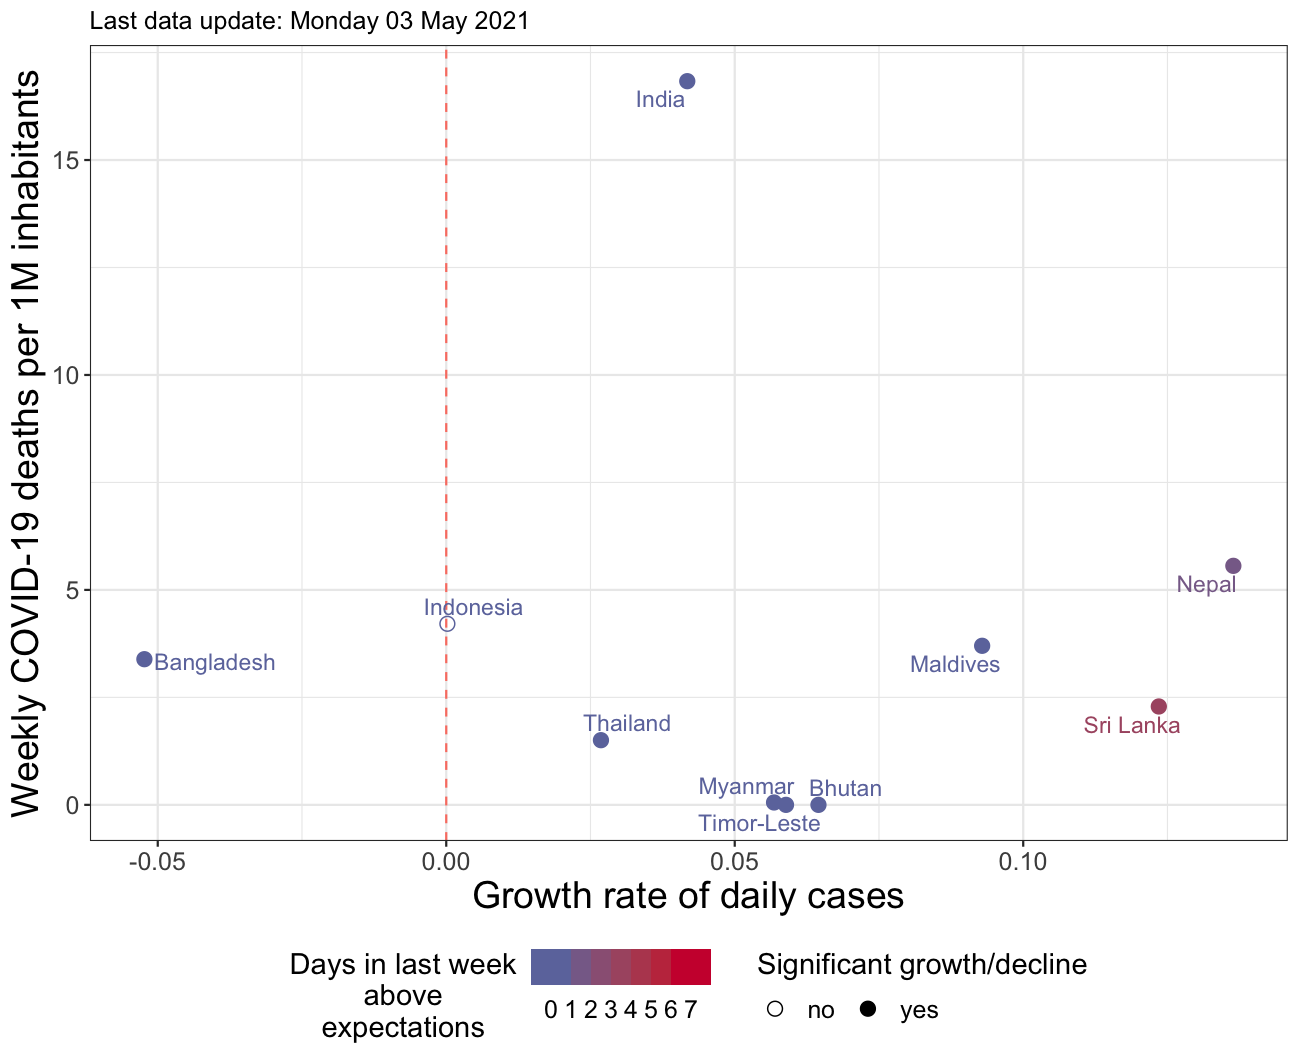 Last data update: Monday 03 May 2021
Weekly COVID-19 deaths per 1M inhabitants
15
10
5
0
India
Nepal
Indonesia
Bangladesh
Maldives
Sri Lanka
Thailand
Myanmar
Bhutan
Timor-Leste
-0.05
0.00
0.05
0.10
Growth rate of daily cases
Days in last week
above
expectations
0 1 2 3 4 5 6 7
Significant growth/decline
no
yes